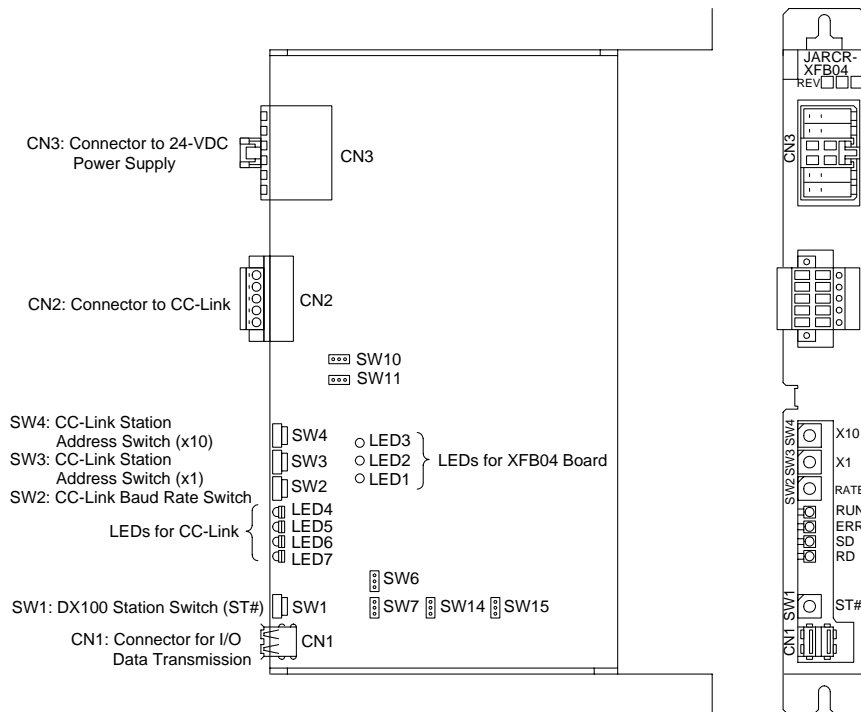 CN3: Connector to 24-VDC
Power Supply
CN3
CN2: Connector to CC-Link
CN2
SW10
SW11
SW4: CC-Link Station
Address Switch (x10)
SW3: CC-Link Station
Address Switch (x1)
SW2: CC-Link Baud Rate Switch
SW4
SW3
SW2
LED3
LED2
LED1
LEDs for XFB04 Board
LED4
LED5
LED6
LED7
LEDs for CC-Link
SW6
SW1: DX100 Station Switch (ST#)
SW1
SW7
SW14
SW15
CN1: Connector for I/O
Data Transmission
CN1
JARCR-
XFB04
REV
CN3
SW4
X10
SW3
X1
SW2
RATE
RUN
ERR
SD
RD
SW1
ST#
CN1